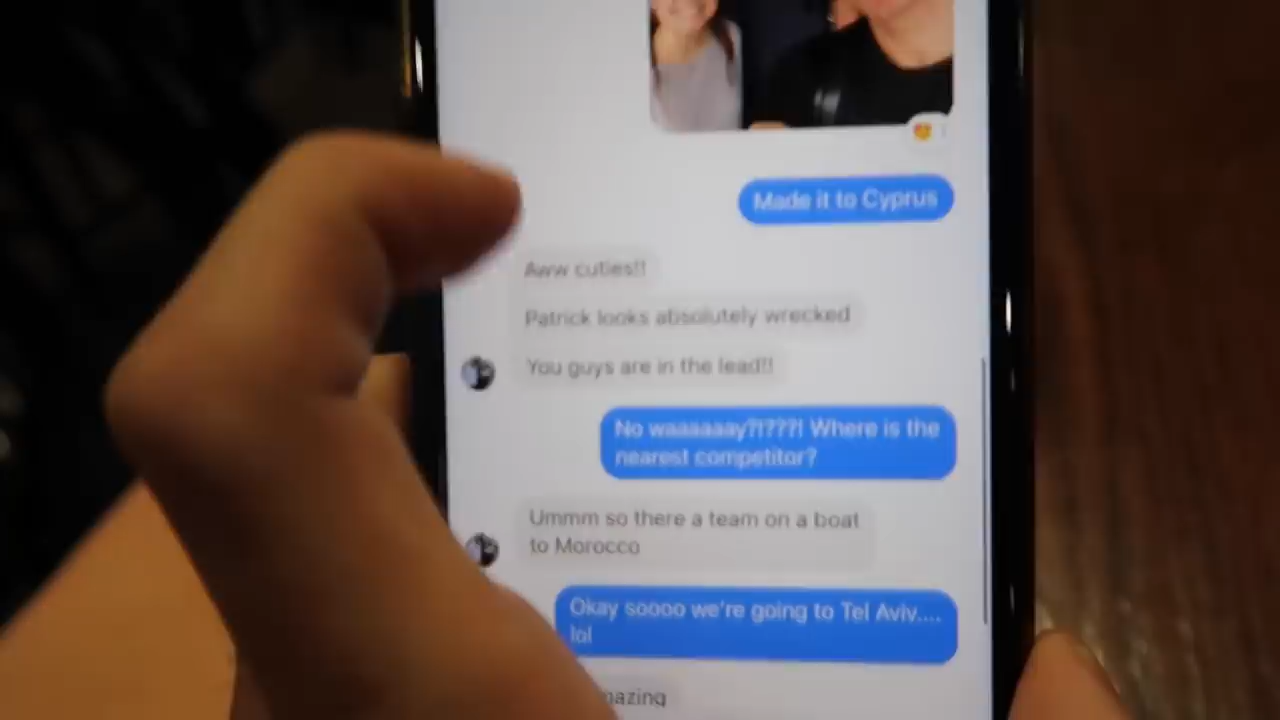 Made it to Cyprus
Aww cuties!!
Patrick looks absolutely wrecked
You guys are in the lead!!
No waaaaaay?!???! Where is the
nearest competitor?
Ummm so there a team on a boat
to Morocco
Okay soooo we're going to Tel Aviv....
lol